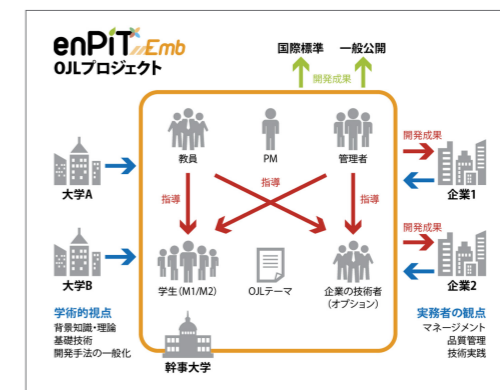 enPiT Emb
OJLプロジェクト
国際標準 一般公開
開発成果
教員 PM 管理者
開発成果
大学A
企業1
指導 指導 指導
開発成果
大学B
企業2
学生(M1/M2) OJLテーマ 企業の技術者
(オプション)
学術的視点
背景知識・理論
基礎技術
開発手法の一般化
実務者の観点
マネージメント
品質管理
技術実践
幹事大学